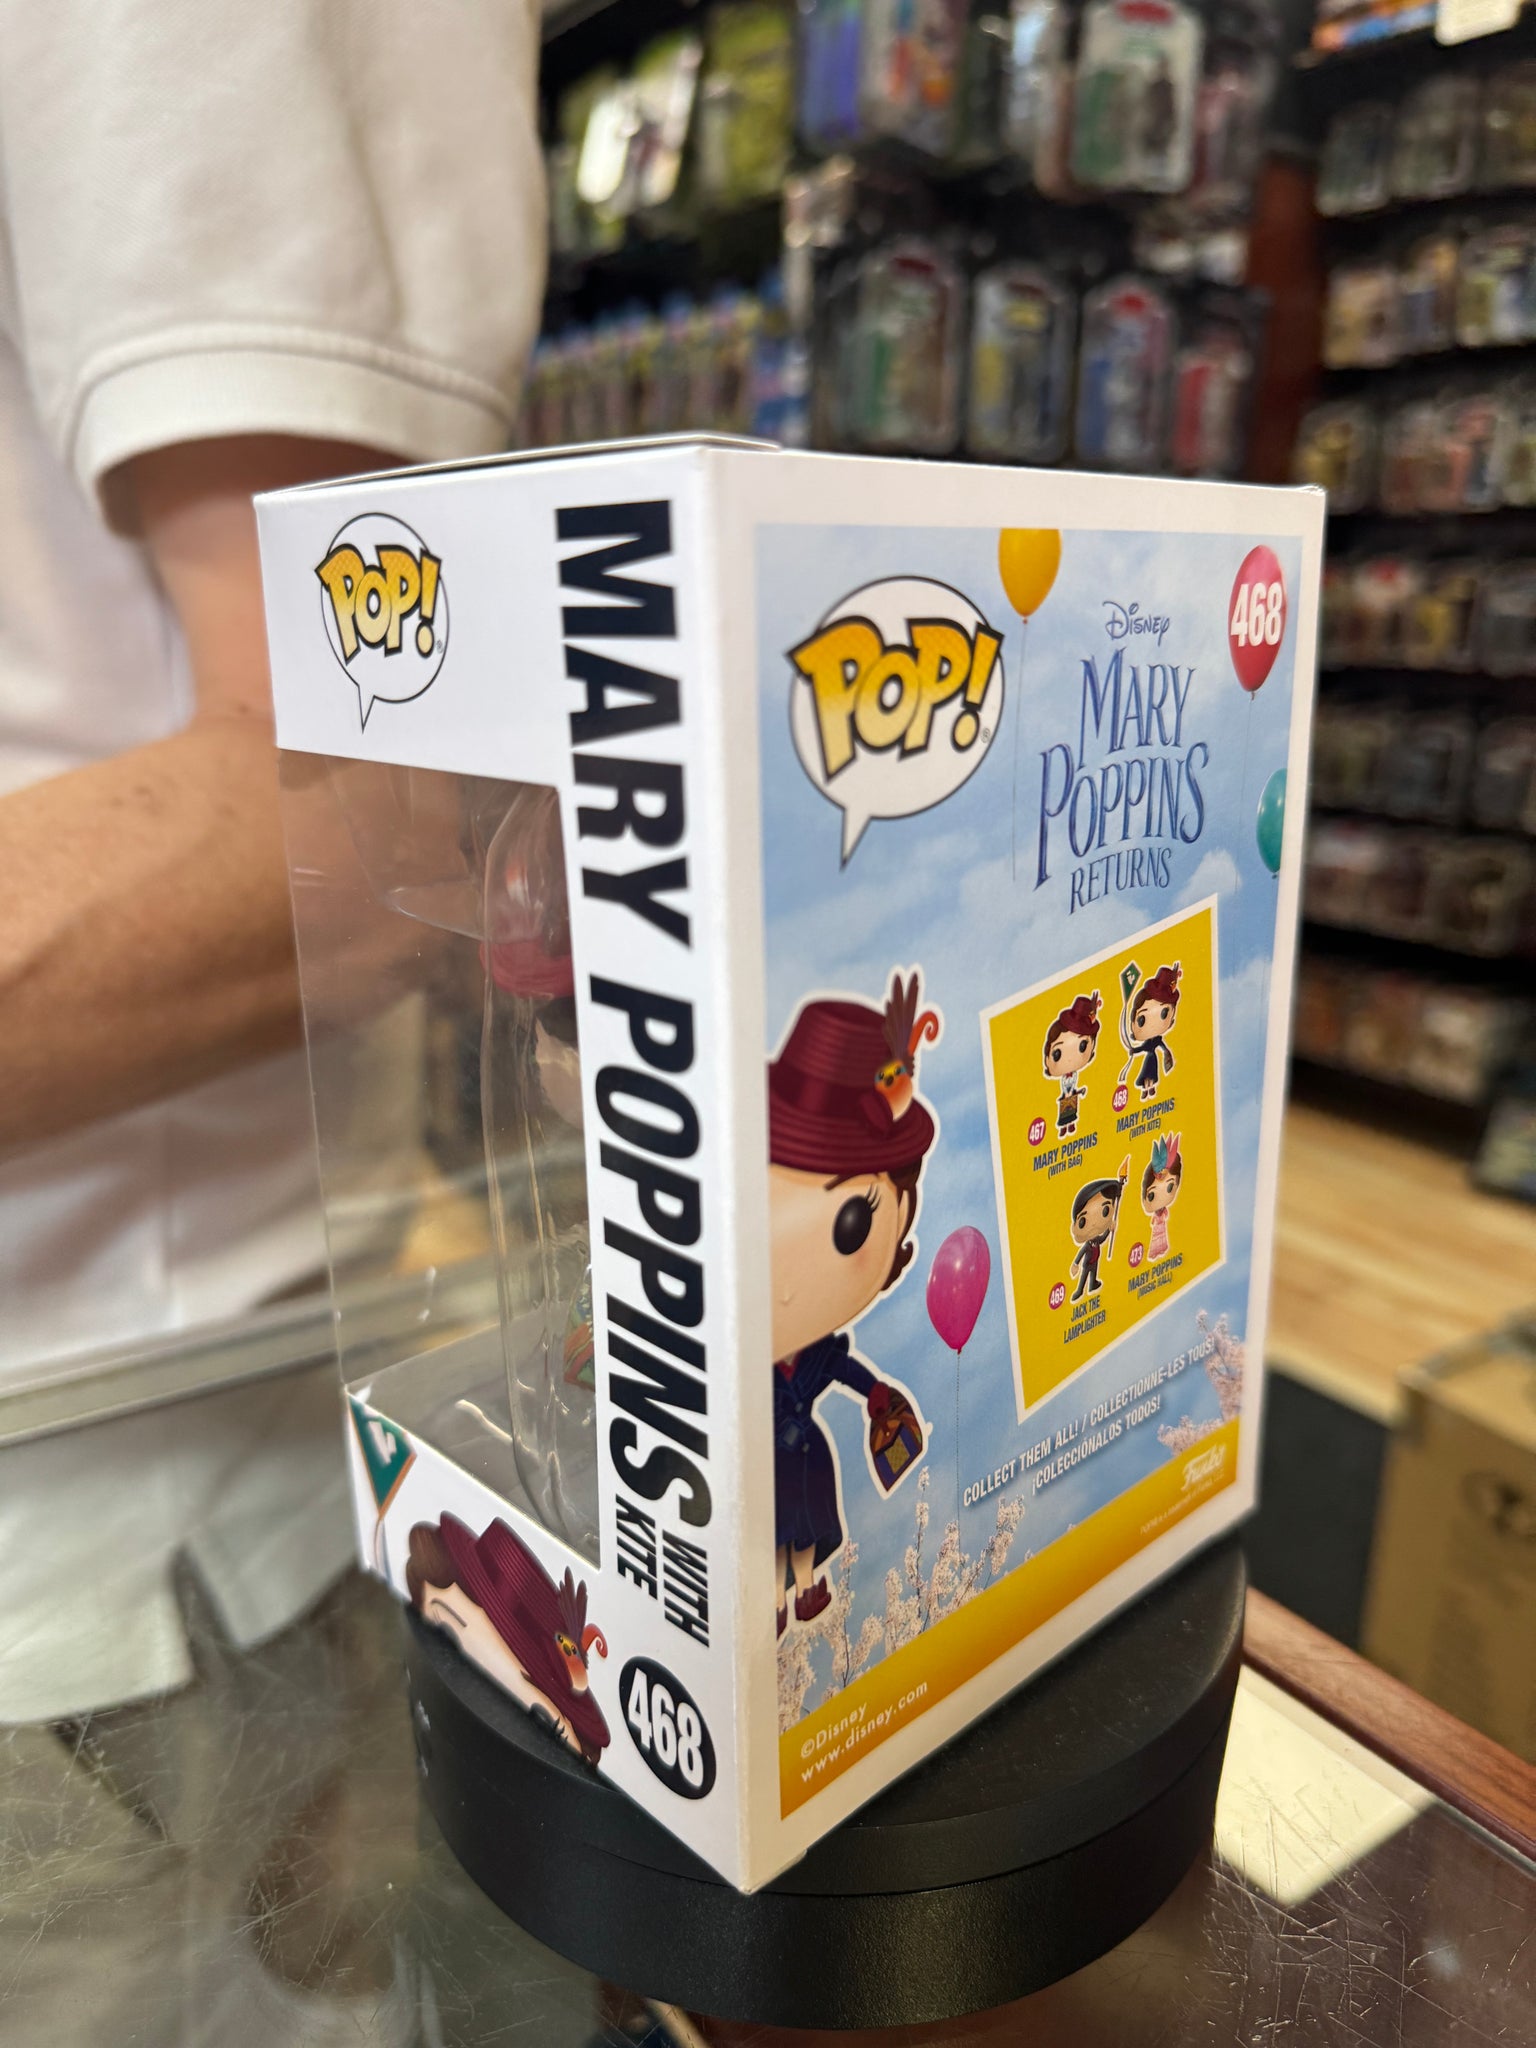 POP!
MARY POPPINS WITH KITE
468
POP!
468
Disney
MARY
POPPINS
RETURNS
467
MARY POPPINS
(WITH BAG)
468
MARY POPPINS
(WITH KITE)
469
JACK THE
LAMPLIGHTER
473
MARY POPPINS
(MUSIC HALL)
COLLECT THEM ALL! / COLLECTIONNE-LES TOUS!
¡COLECCIÓNALOS TODOS!
Funko
©Disney
www.disney.com